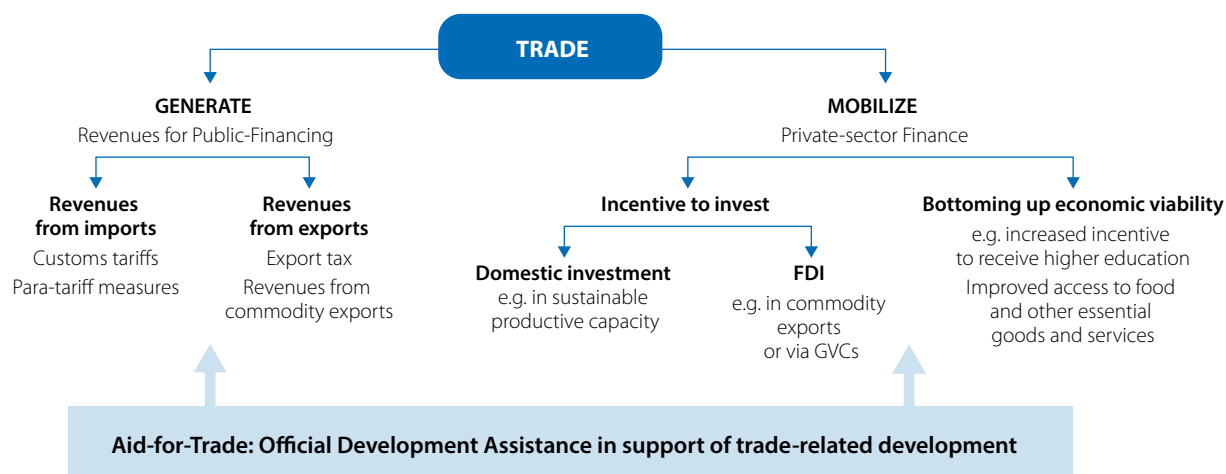 TRADE
GENERATE
Revenues for Public-Financing
MOBILIZE
Private-sector Finance
Revenues
from imports
Customs tariffs
Para-tariff measures
Revenues
from exports
Export tax
Revenues from
commodity exports
Incentive to invest
Domestic investment
e.g. in sustainable
productive capacity
FDI
e.g. in commodity
exports
or via GVCs
Bottoming up economic viability
e.g. increased incentive
to receive higher education
Improved access to food
and other essential
goods and services
Aid-for-Trade: Official Development Assistance in support of trade-related development